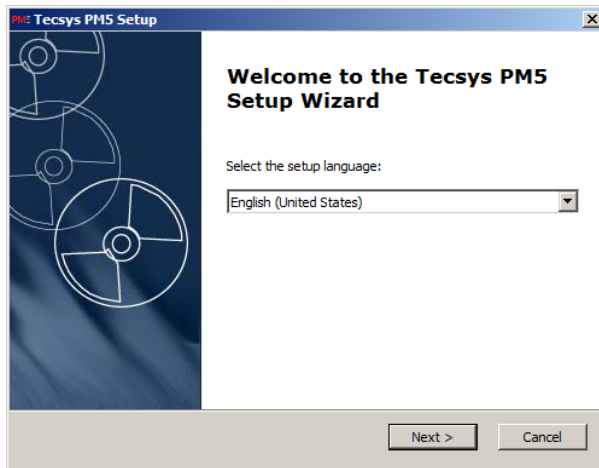 PM5 Tecsys PM5 Setup
Welcome to the Tecsys PM5
Setup Wizard
Select the setup language:
English (United States)
Next >
Cancel